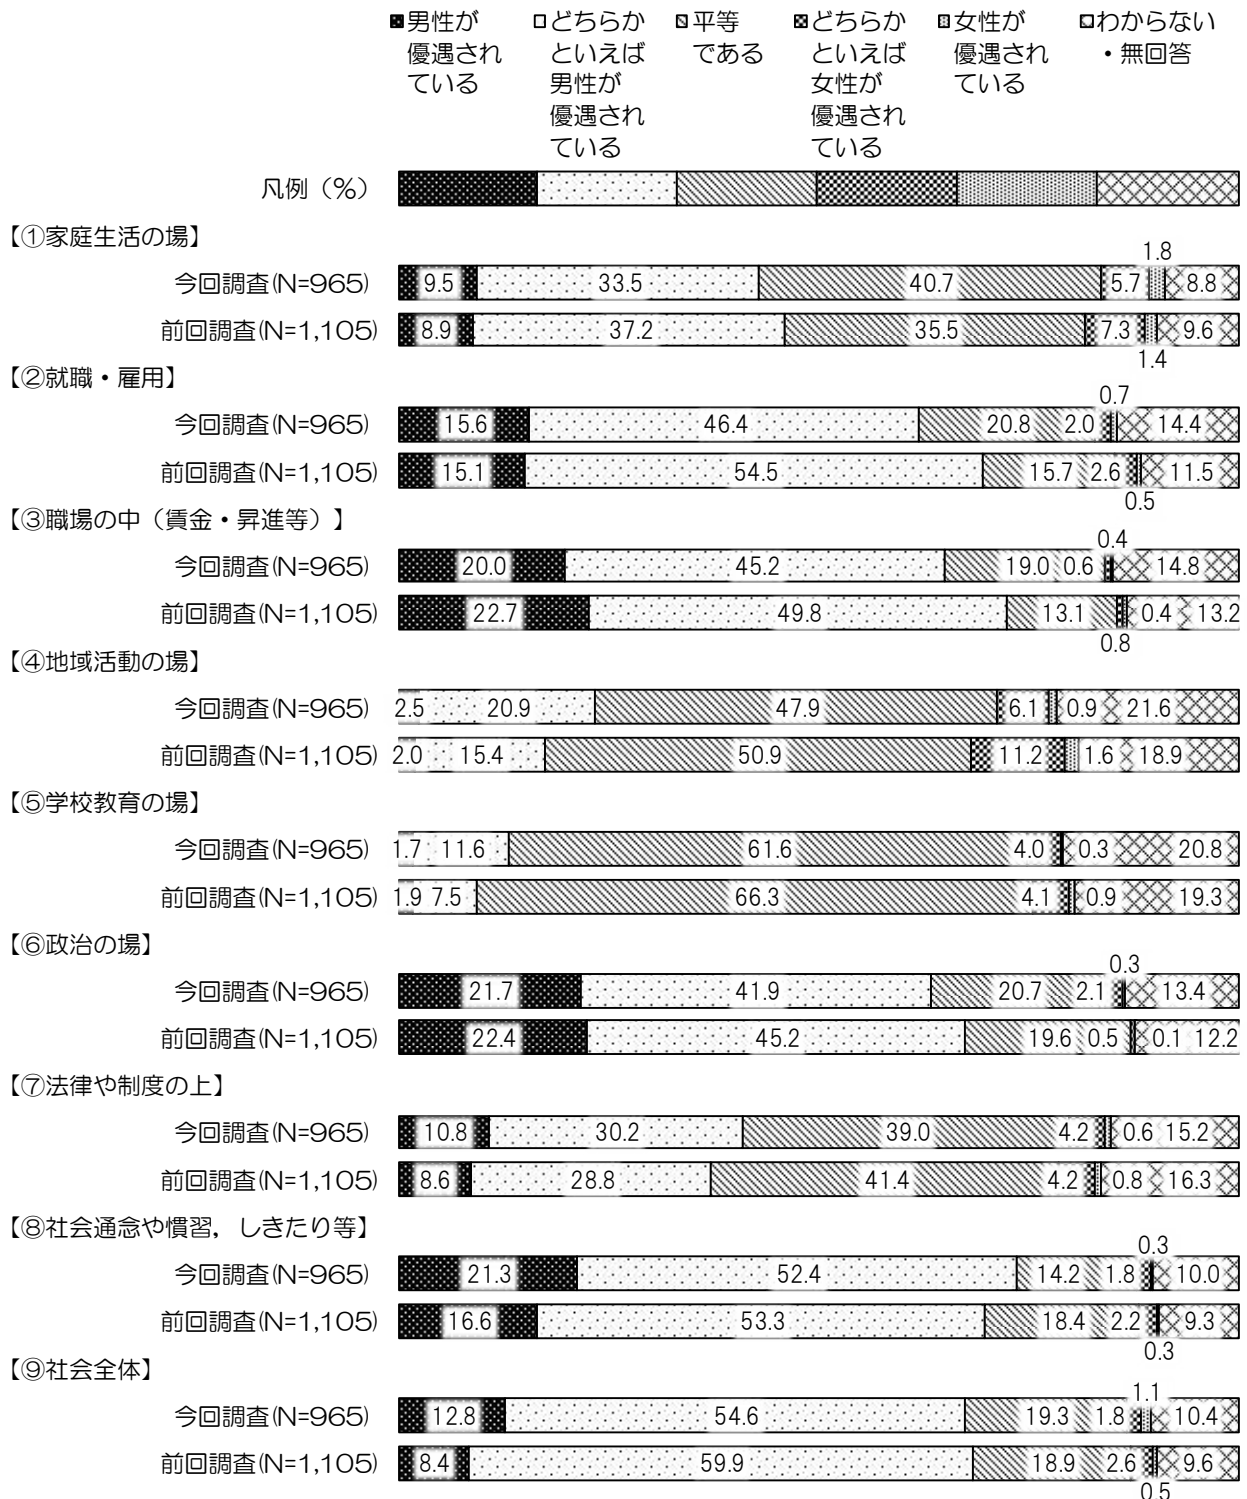 男性が優遇されている
どちらかといえば男性が優遇されている
平等である
どちらかといえば女性が優遇されている
女性が優遇されている
わからない・無回答
凡例（％）
【①家庭生活の場】
1.8
今回調査(N=965) 9.5 33.5 40.7 5.7 8.8
前回調査(N=1,105) 8.9 37.2 35.5 7.3 9.6
1.4
【②就職・雇用】
0.7
今回調査(N=965) 15.6 46.4 20.8 2.0 14.4
前回調査(N=1,105) 15.1 54.5 15.7 2.6 11.5
0.5
【③職場の中（賃金・昇進等）】
0.4
今回調査(N=965) 20.0 45.2 19.0 0.6 14.8
前回調査(N=1,105) 22.7 49.8 13.1 0.4 13.2
0.8
【④地域活動の場】
今回調査(N=965) 2.5 20.9 47.9 6.1 0.9 21.6
前回調査(N=1,105) 2.0 15.4 50.9 11.2 1.6 18.9
【⑤学校教育の場】
今回調査(N=965) 1.7 11.6 61.6 4.0 0.3 20.8
前回調査(N=1,105) 1.9 7.5 66.3 4.1 0.9 19.3
【⑥政治の場】
0.3
今回調査(N=965) 21.7 41.9 20.7 2.1 13.4
前回調査(N=1,105) 22.4 45.2 19.6 0.5 0.1 12.2
【⑦法律や制度の上】
今回調査(N=965) 10.8 30.2 39.0 4.2 0.6 15.2
前回調査(N=1,105) 8.6 28.8 41.4 4.2 0.8 16.3
【⑧社会通念や慣習，しきたり等】
0.3
今回調査(N=965) 21.3 52.4 14.2 1.8 10.0
前回調査(N=1,105) 16.6 53.3 18.4 2.2 9.3
0.3
【⑨社会全体】
1.1
今回調査(N=965) 12.8 54.6 19.3 1.8 10.4
前回調査(N=1,105) 8.4 59.9 18.9 2.6 9.6
0.5